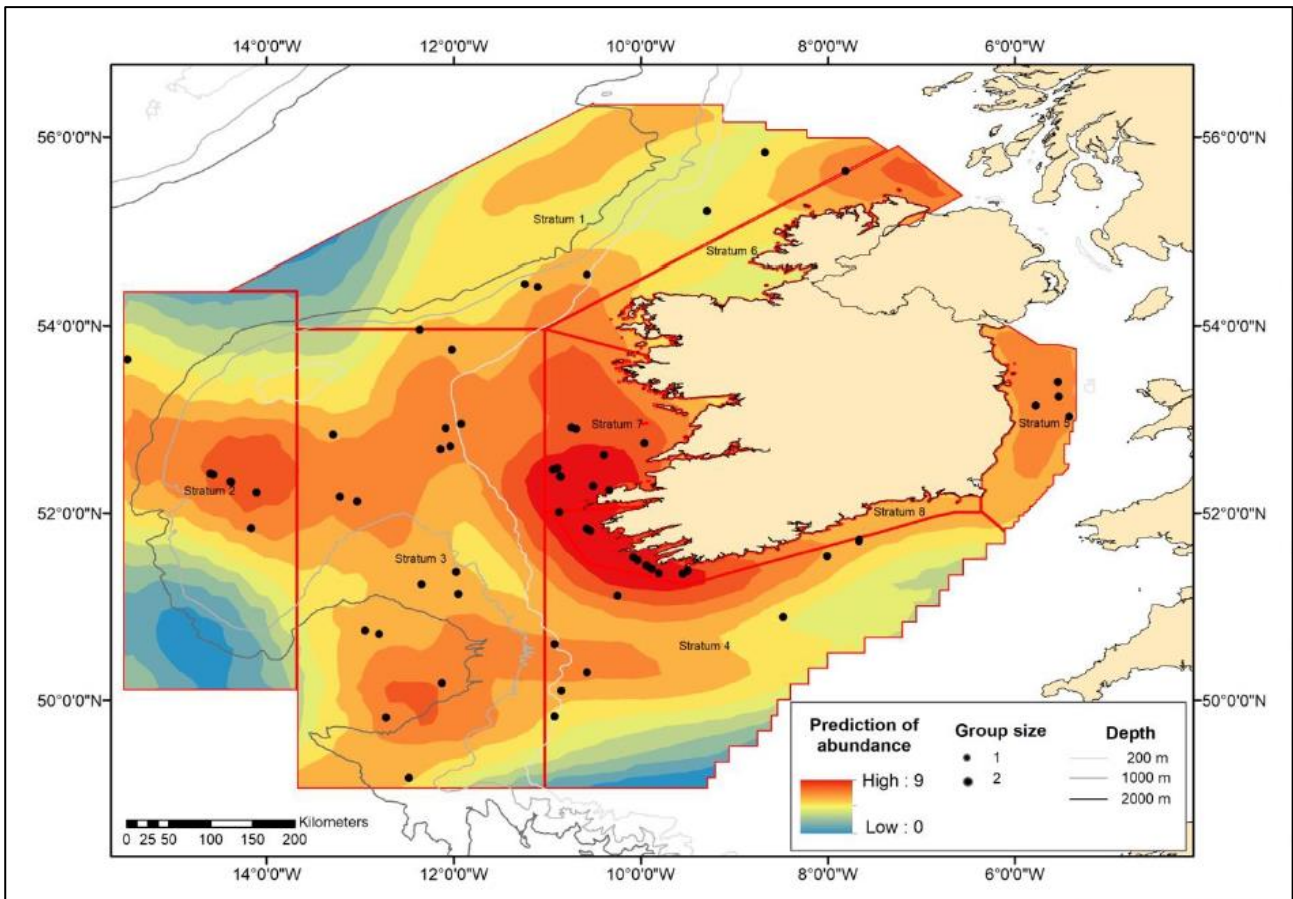 14°0'0"W 12°0'0"W 10°0'0"W 8°0'0"W 6°0'0"W
56°0'0"N 56°0'0"N
Stratum 1
Stratum 6
54°0'0"N 54°0'0"N
Stratum 7
Stratum 5
Stratum 2
52°0'0"N Stratum 8 52°0'0"N
Stratum 3
Stratum 4
50°0'0"N 50°0'0"N
Prediction of abundance
High : 9
Low : 0
Group size
1
2
Depth
200 m
1000 m
2000 m
Kilometers
0 25 50 100 150 200
14°0'0"W 12°0'0"W 10°0'0"W 8°0'0"W 6°0'0"W